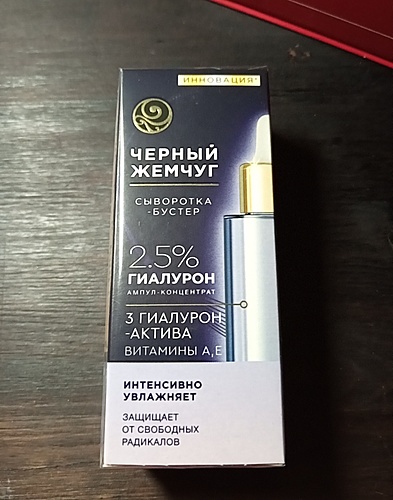 ИННОВАЦИЯ*
ЧЕРНЫЙ
ЖЕМЧУГ
СЫВОРОТКА
-БУСТЕР
2.5%
ГИАЛУРОН
АМПУЛ-КОНЦЕНТРАТ
3 ГИАЛУРОН
-АКТИВА
ВИТАМИНЫ А,Е
ИНТЕНСИВНО
УВЛАЖНЯЕТ
ЗАЩИЩАЕТ
ОТ СВОБОДНЫХ
РАДИКАЛОВ